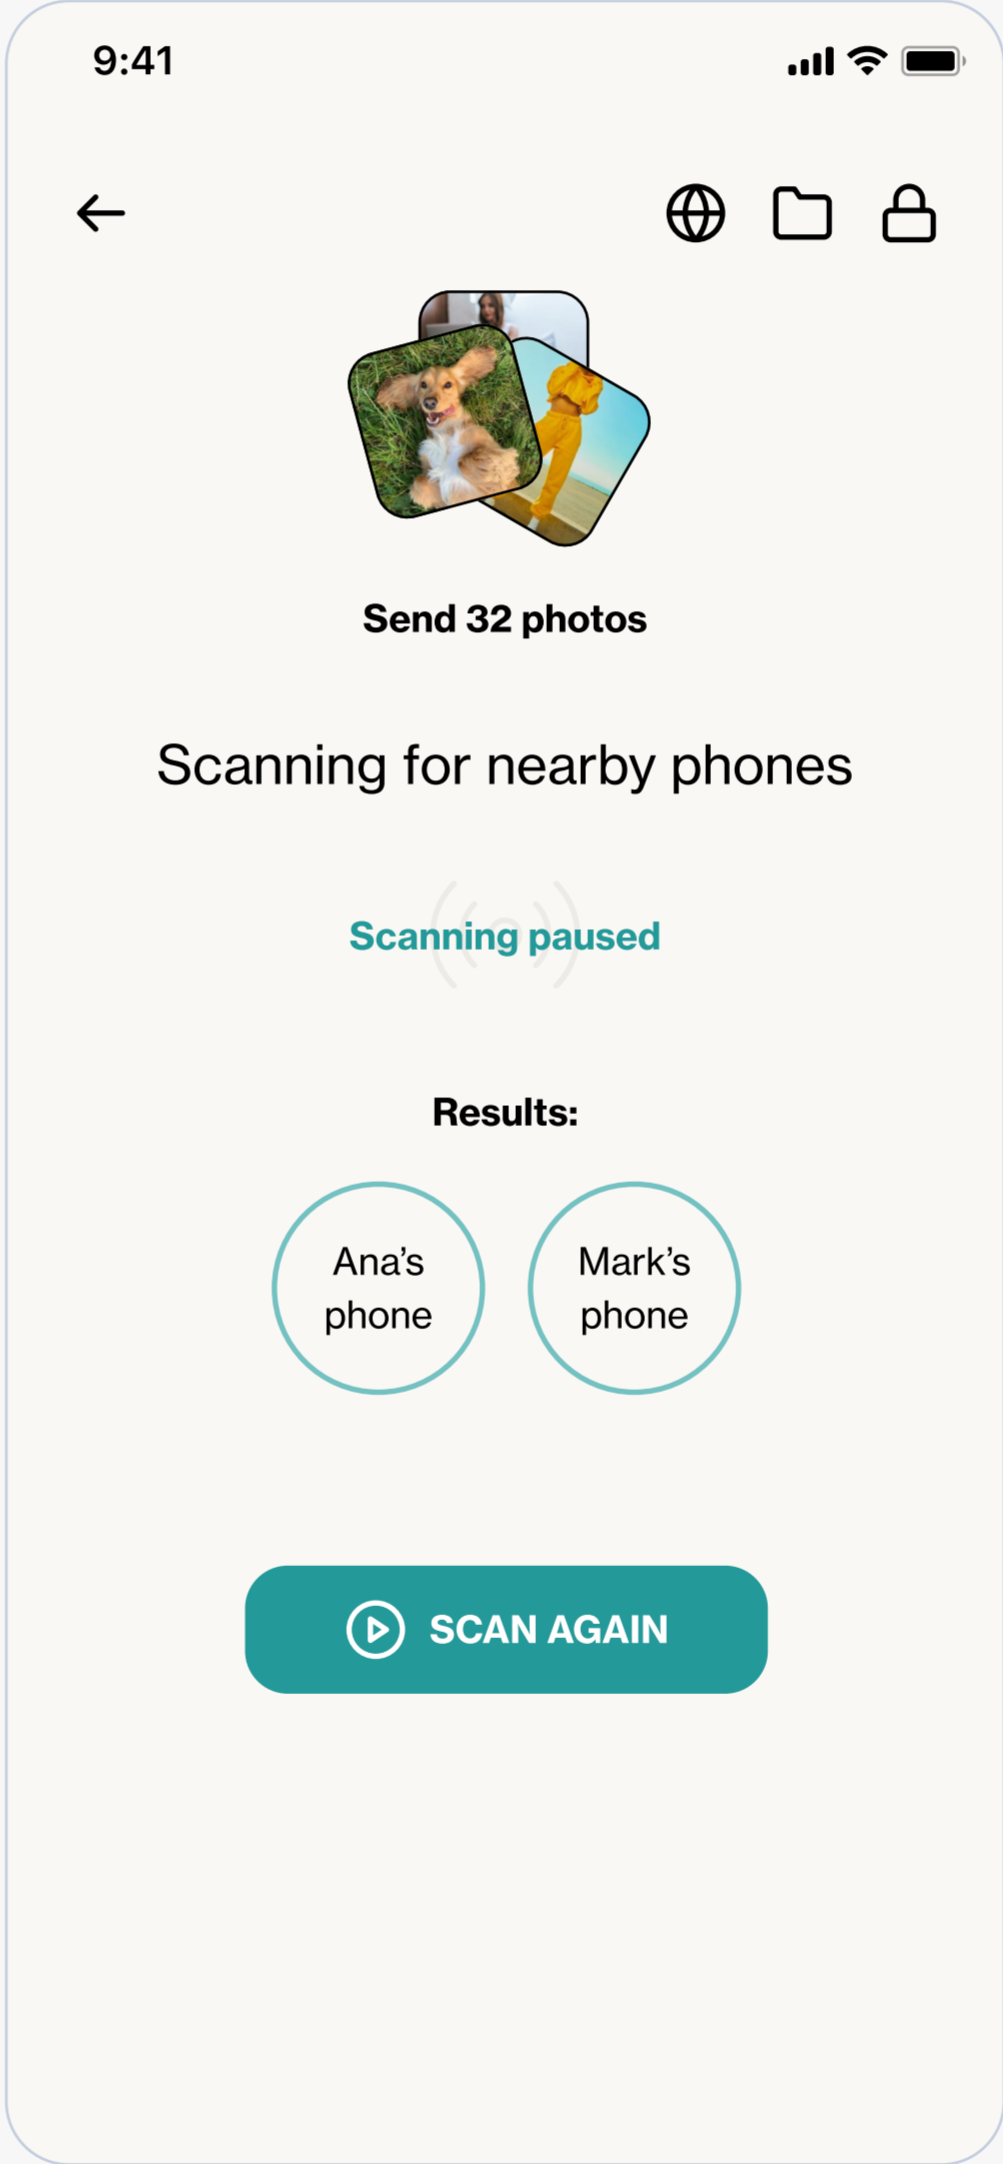 9:41
Send 32 photos
Scanning for nearby phones
Scanning paused
Results:
Ana’s
phone
Mark’s
phone
SCAN AGAIN